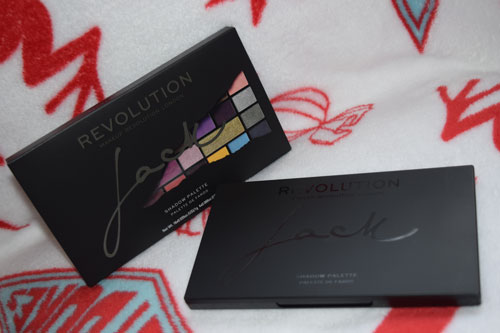 REVOLUTION
MAKEUP REVOLUTION LONDON
Jack
SHADOW PALETTE
PALETTE DE FARDS
REVOLUTION
MAKEUP REVOLUTION LONDON
Jack
SHADOW PALETTE
PALETTE DE FARDS